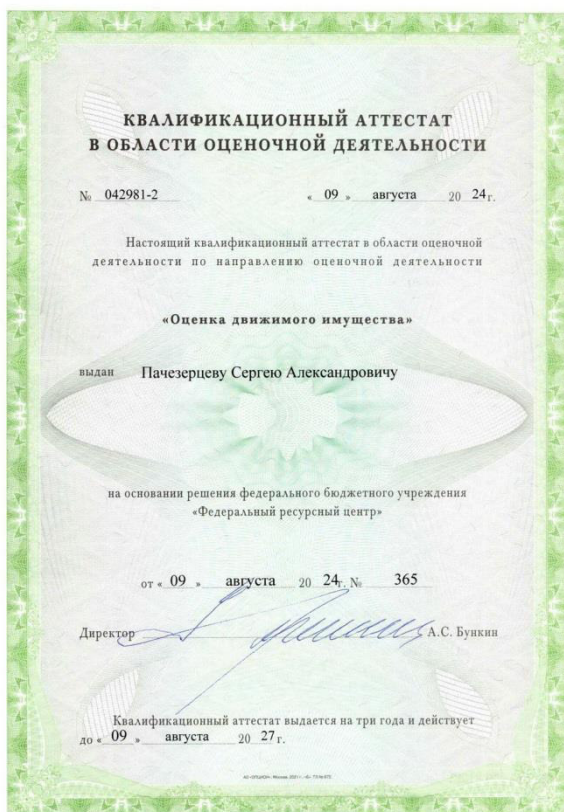 КВАЛИФИКАЦИОННЫЙ АТТЕСТАТ
В ОБЛАСТИ ОЦЕНОЧНОЙ ДЕЯТЕЛЬНОСТИ
№ 042981-2 « 09 » августа 20 24 г.
Настоящий квалификационный аттестат в области оценочной
деятельности по направлению оценочной деятельности
«Оценка движимого имущества»
выдан Пачезерцеву Сергею Александровичу
на основании решения федерального бюджетного учреждения
«Федеральный ресурсный центр»
от « 09 » августа 20 24 г. № 365
Директор А.С. Бункин
Квалификационный аттестат выдается на три года и действует
до « 09 » августа 20 27 г.